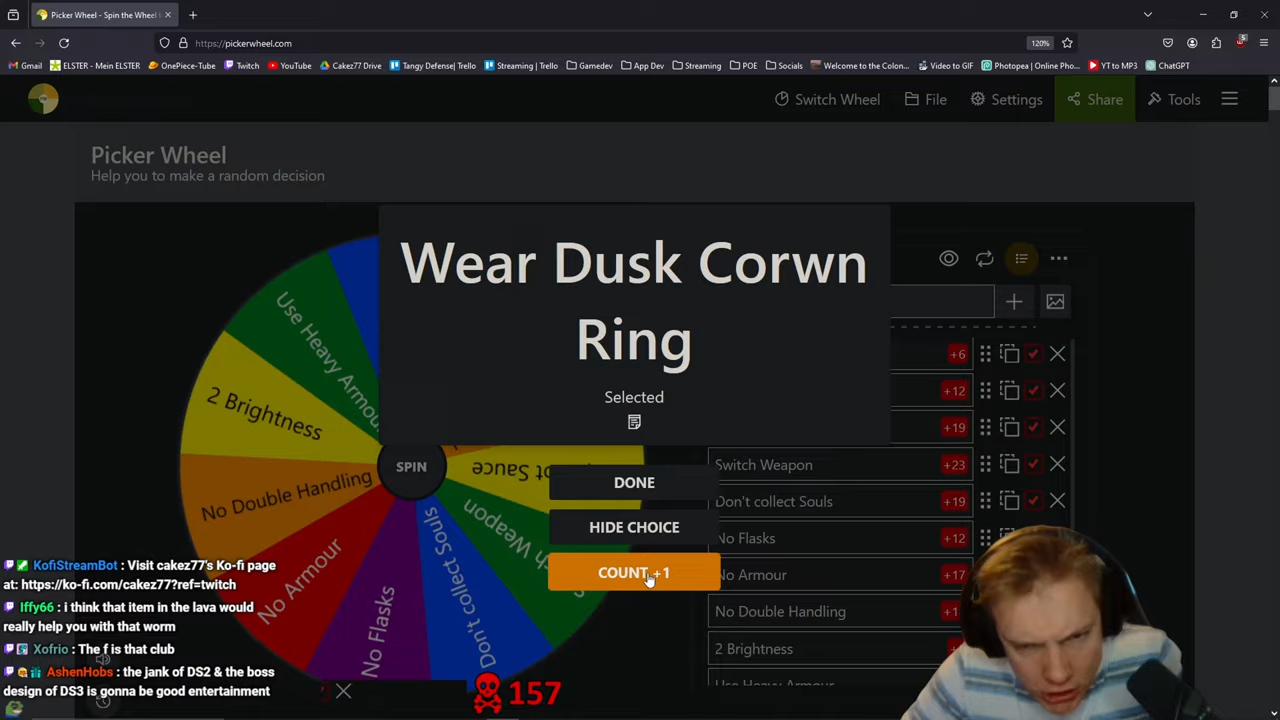 Picker Wheel - Spin the Wheel
https://pickerwheel.com
120%
Gmail
ELSTER - Mein ELSTER
OnePiece-Tube
Twitch
YouTube
Cakez77 Drive
Tangy Defense| Trello
Streaming | Trello
Gamedev
App Dev
Streaming
POE
Socials
Welcome to the Colon...
Video to GIF
Photopea | Online Pho...
YT to MP3
ChatGPT
Switch Wheel
File
Settings
Share
Tools
Picker Wheel
Help you to make a random decision
Wear Dusk Corwn
Ring
Selected
DONE
HIDE CHOICE
COUNT +1
SPIN
Use Heavy Armour
2 Brightness
No Double Handling
No Armour
No Flasks
Don't collect Souls
+6
+12
+19
Switch Weapon
+23
Don't collect Souls
+19
No Flasks
+12
No Armour
+17
No Double Handling
2 Brightness
Use Heavy Armour
KofiStreamBot : Visit cakez77's Ko-fi page
at: https://ko-fi.com/cakez77?ref=twitch
Iffy66 : i think that item in the lava would
really help you with that worm
Xofrio : The f is that club
AshenHobs : the jank of DS2 & the boss
design of DS3 is gonna be good entertainment
157